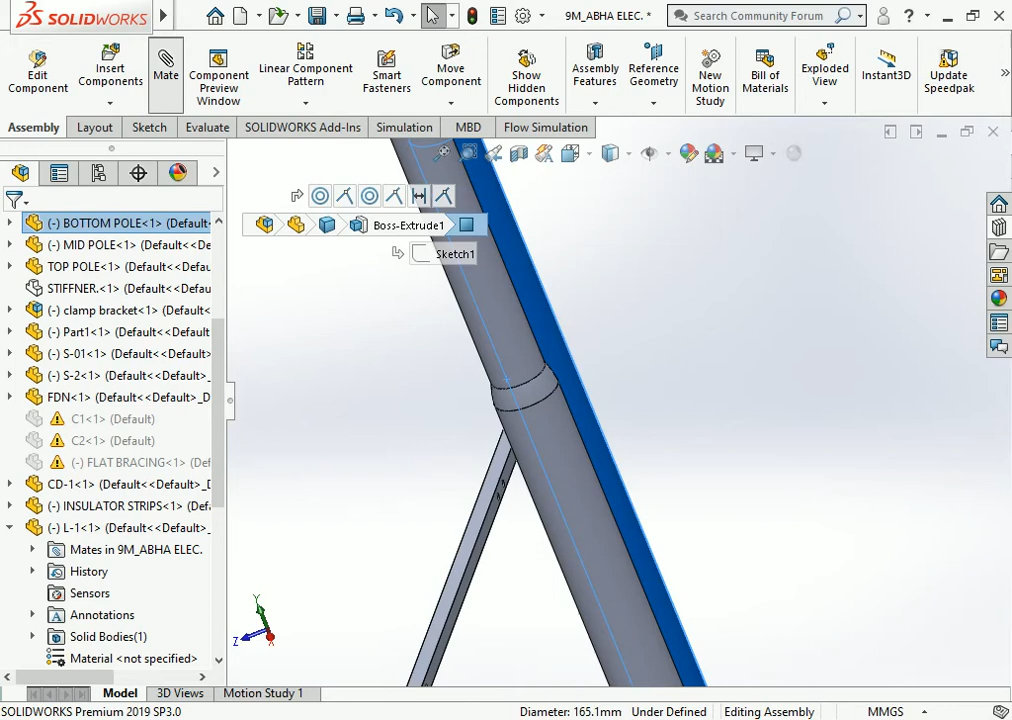 SOLIDWORKS
9M_ABHA ELEC. *
Search Community Forum
Edit Component
Insert Components
Mate
Component Preview Window
Linear Component Pattern
Smart Fasteners
Move Component
Show Hidden Components
Assembly Features
Reference Geometry
New Motion Study
Bill of Materials
Exploded View
Instant3D
Update Speedpak
Assembly
Layout
Sketch
Evaluate
SOLIDWORKS Add-Ins
Simulation
MBD
Flow Simulation
Boss-Extrude1
Sketch1
(-) BOTTOM POLE<1> (Default
(-) MID POLE<1> (Default<<De
TOP POLE<1> (Default<<Defau
STIFFNER.<1> (Default<<Defau
(-) clamp bracket<1> (Default
(-) Part1<1> (Default<<Default
(-) S-01<1> (Default<<Default
(-) S-2<1> (Default<<Default>_
FDN<1> (Default<<Default>_D
C1<1> (Default)
C2<1> (Default)
(-) FLAT BRACING<1> (Def
CD-1<1> (Default<<Default>_D
(-) INSULATOR STRIPS<1> (Def
(-) L-1<1> (Default<<Default>_
Mates in 9M_ABHA ELEC.
History
Sensors
Annotations
Solid Bodies(1)
Material <not specified>
Y
Z
X
Model
3D Views
Motion Study 1
SOLIDWORKS Premium 2019 SP3.0
Diameter: 165.1mm
Under Defined
Editing Assembly
MMGS